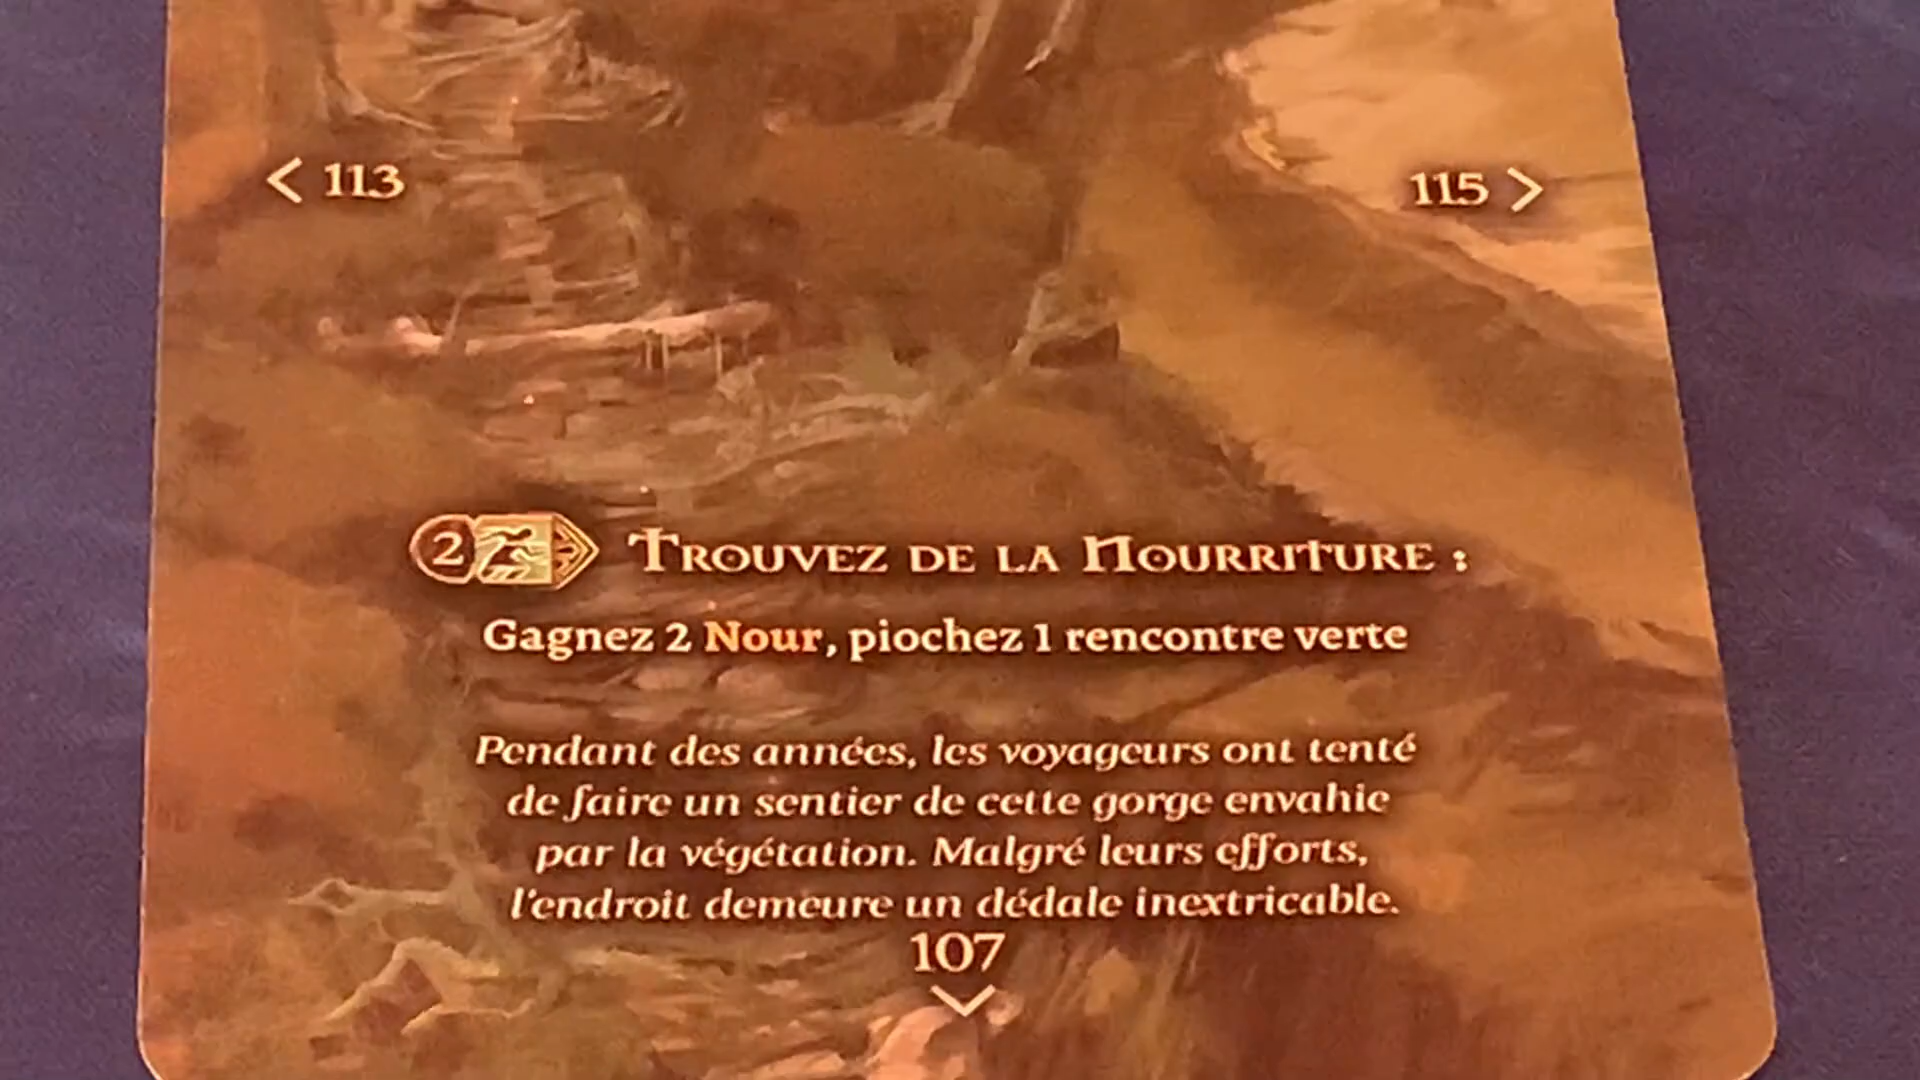 < 113
115 >
2 TROUVEZ DE LA NOURRITURE :
Gagnez 2 Nour, piochez 1 rencontre verte
Pendant des années, les voyageurs ont tenté
de faire un sentier de cette gorge envahie
par la végétation. Malgré leurs efforts,
l'endroit demeure un dédale inextricable.
107